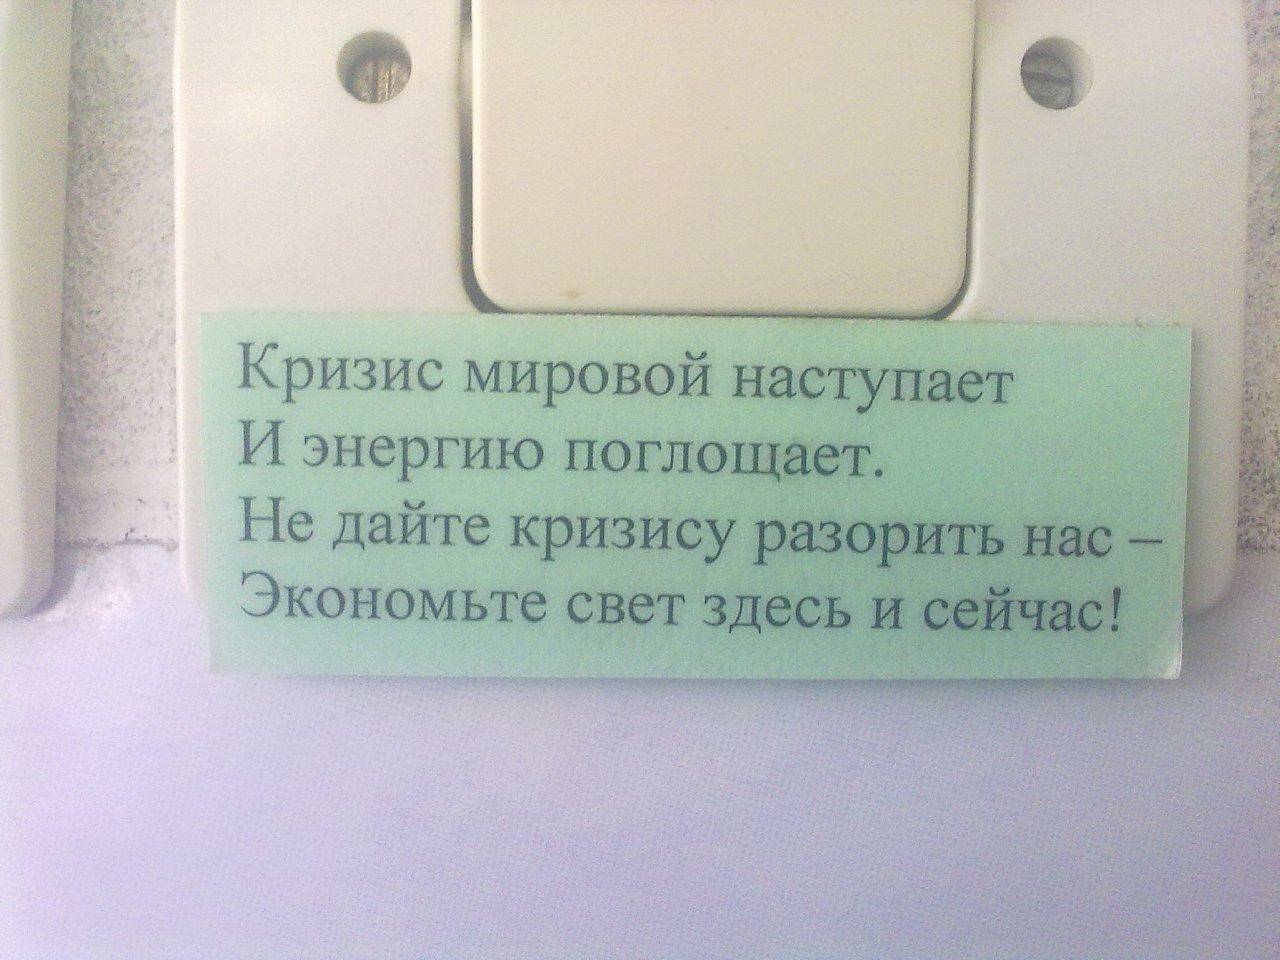 Кризис мировой наступает
И энергию поглощает.
Не дайте кризису разорить нас –
Экономьте свет здесь и сейчас!